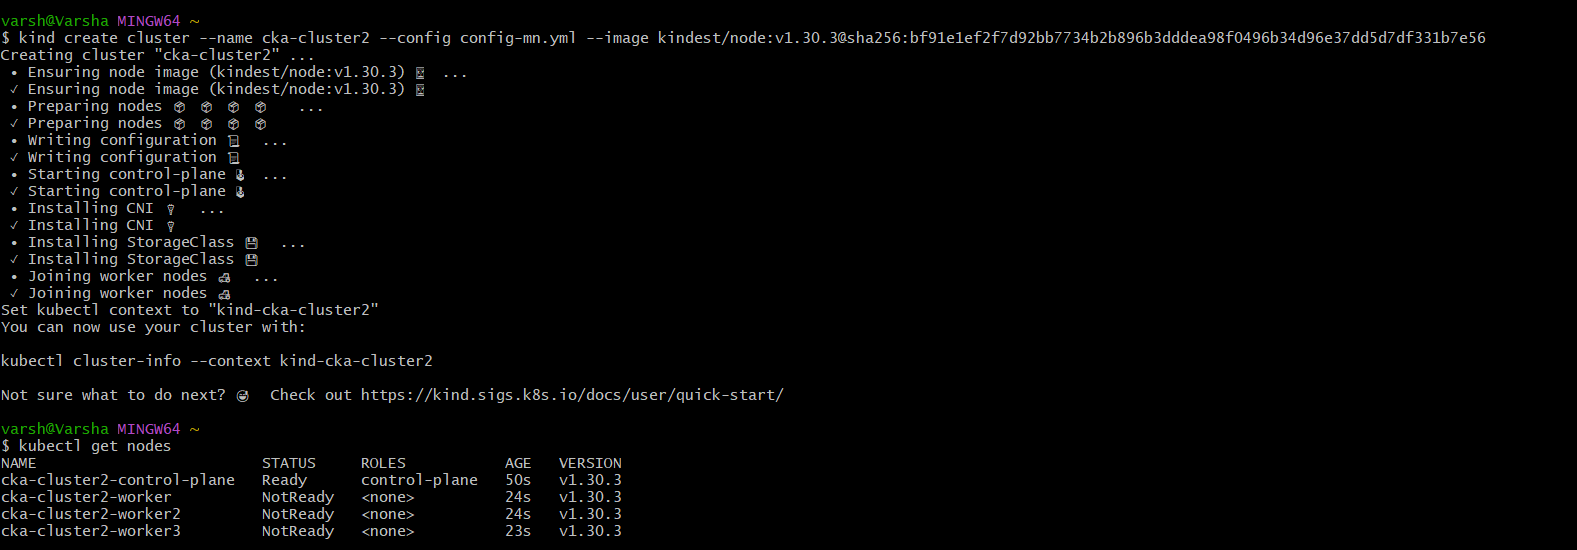 varsh@Varsha MINGW64 ~
$ kind create cluster --name cka-cluster2 --config config-mn.yml --image kindest/node:v1.30.3@sha256:bf91e1ef2f7d92bb7734b2b896b3dddea98f0496b34d96e37dd5d7df331b7e56
Creating cluster "cka-cluster2" ...
• Ensuring node image (kindest/node:v1.30.3) 🖼 ...
✓ Ensuring node image (kindest/node:v1.30.3) 🖼
• Preparing nodes 📦 📦 📦 📦 ...
✓ Preparing nodes 📦 📦 📦 📦
• Writing configuration 📜 ...
✓ Writing configuration 📜
• Starting control-plane 🕹 ...
✓ Starting control-plane 🕹
• Installing CNI 🔌 ...
✓ Installing CNI 🔌
• Installing StorageClass 💾 ...
✓ Installing StorageClass 💾
• Joining worker nodes 🚜 ...
✓ Joining worker nodes 🚜
Set kubectl context to "kind-cka-cluster2"
You can now use your cluster with:
kubectl cluster-info --context kind-cka-cluster2
Not sure what to do next? 😅 Check out https://kind.sigs.k8s.io/docs/user/quick-start/
varsh@Varsha MINGW64 ~
$ kubectl get nodes
NAME STATUS ROLES AGE VERSION
cka-cluster2-control-plane Ready control-plane 50s v1.30.3
cka-cluster2-worker NotReady <none> 24s v1.30.3
cka-cluster2-worker2 NotReady <none> 24s v1.30.3
cka-cluster2-worker3 NotReady <none> 23s v1.30.3